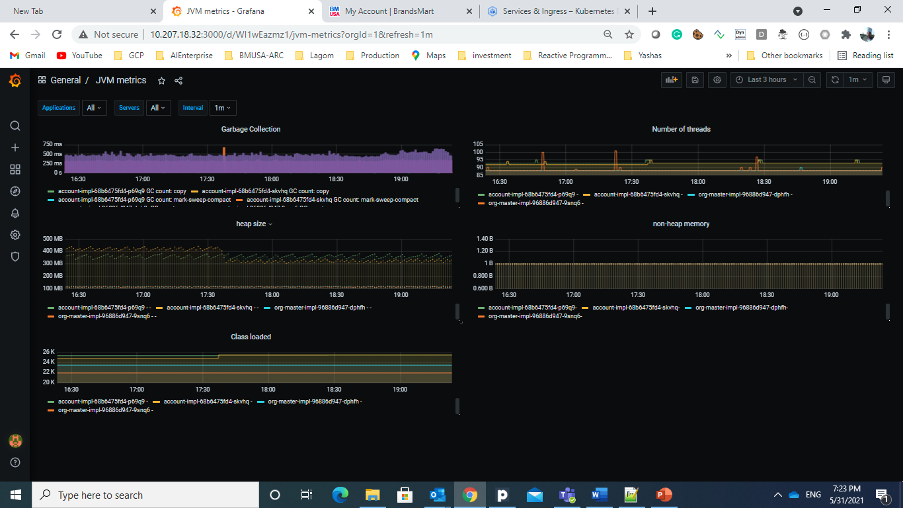 New Tab
JVM metrics - Grafana
My Account | BrandsMart
Services & Ingress – Kubernetes
Not secure | 10.207.18.32:3000/d/WI1wEazmz1/jvm-metrics?orgId=1&refresh=1m
Gmail YouTube GCP AIEnterprise BMUSA-ARC Lagom Production Maps investment Reactive Programm... Yashas » Other bookmarks Reading list
General / JVM metrics
Last 3 hours 1m
Applications All Servers All Interval 1m
Garbage Collection
750 ms
500 ms
250 ms
0 s
16:30 17:00 17:30 18:00 18:30 19:00
account-impl-68b6475fd4-p69q9 GC count: copy account-impl-68b6475fd4-skvhq GC count: copy
account-impl-68b6475fd4-p69q9 GC count: mark-sweep-compact account-impl-68b6475fd4-skvhq GC count: mark-sweep-compact
Number of threads
105
100
95
90
85
16:30 17:00 17:30 18:00 18:30 19:00
account-impl-68b6475fd4-p69q9- account-impl-68b6475fd4-skvhq - org-master-impl-96886d947-dphfh-
org-master-impl-96886d947-9snq6 -
heap size
500 MB
400 MB
300 MB
200 MB
100 MB
16:30 17:00 17:30 18:00 18:30 19:00
account-impl-68b6475fd4-p69q9 - - account-impl-68b6475fd4-skvhq - - org-master-impl-96886d947-dphfh - -
org-master-impl-96886d947-9snq6 - -
non-heap memory
1.40 B
1.20 B
1 B
0.800 B
0.600 B
16:30 17:00 17:30 18:00 18:30 19:00
account-impl-68b6475fd4-p69q9- account-impl-68b6475fd4-skvhq- org-master-impl-96886d947-dphfh-
org-master-impl-96886d947-9snq6-
Class loaded
26 K
24 K
22 K
20 K
16:30 17:00 17:30 18:00 18:30 19:00
account-impl-68b6475fd4-p69q9 - account-impl-68b6475fd4-skvhq - org-master-impl-96886d947-dphfh -
org-master-impl-96886d947-9snq6 -
Type here to search
ENG
7:23 PM
5/31/2021
1